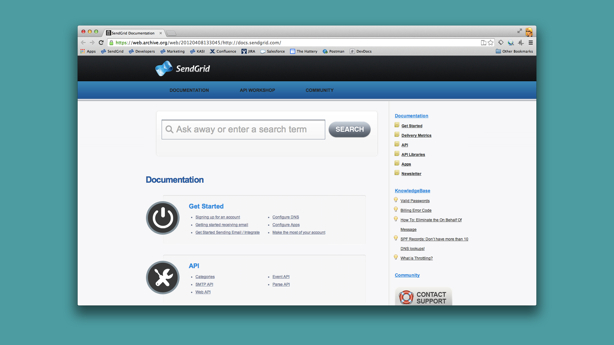 SendGrid Documentation
https://web.archive.org/web/20120408133045/http://docs.sendgrid.com/
Apps SendGrid Developers Marketing KAD! Confluence JIRA Salesforce The Hottery Postman DevDocs Other Bookmarks
SendGrid
DOCUMENTATION API WORKSHOP COMMUNITY
Ask away or enter a search term SEARCH
Documentation
Get Started
Signing up for an account
Getting started receiving email
Get Started Sending Email / Integrate
Configure DNS
Configure Apps
Make the most of your account
API
Categories
SMTP API
Web API
Event API
Parse API
Documentation
Get Started
Delivery Metrics
API
API Libraries
Apps
Newsletter
KnowledgeBase
Valid Passwords
Billing Error Code
How To: Eliminate the On Behalf Of
Message
SPF Records: Don't have more than 10
DNS lookups!
What is Throttling?
Community
CONTACT
SUPPORT